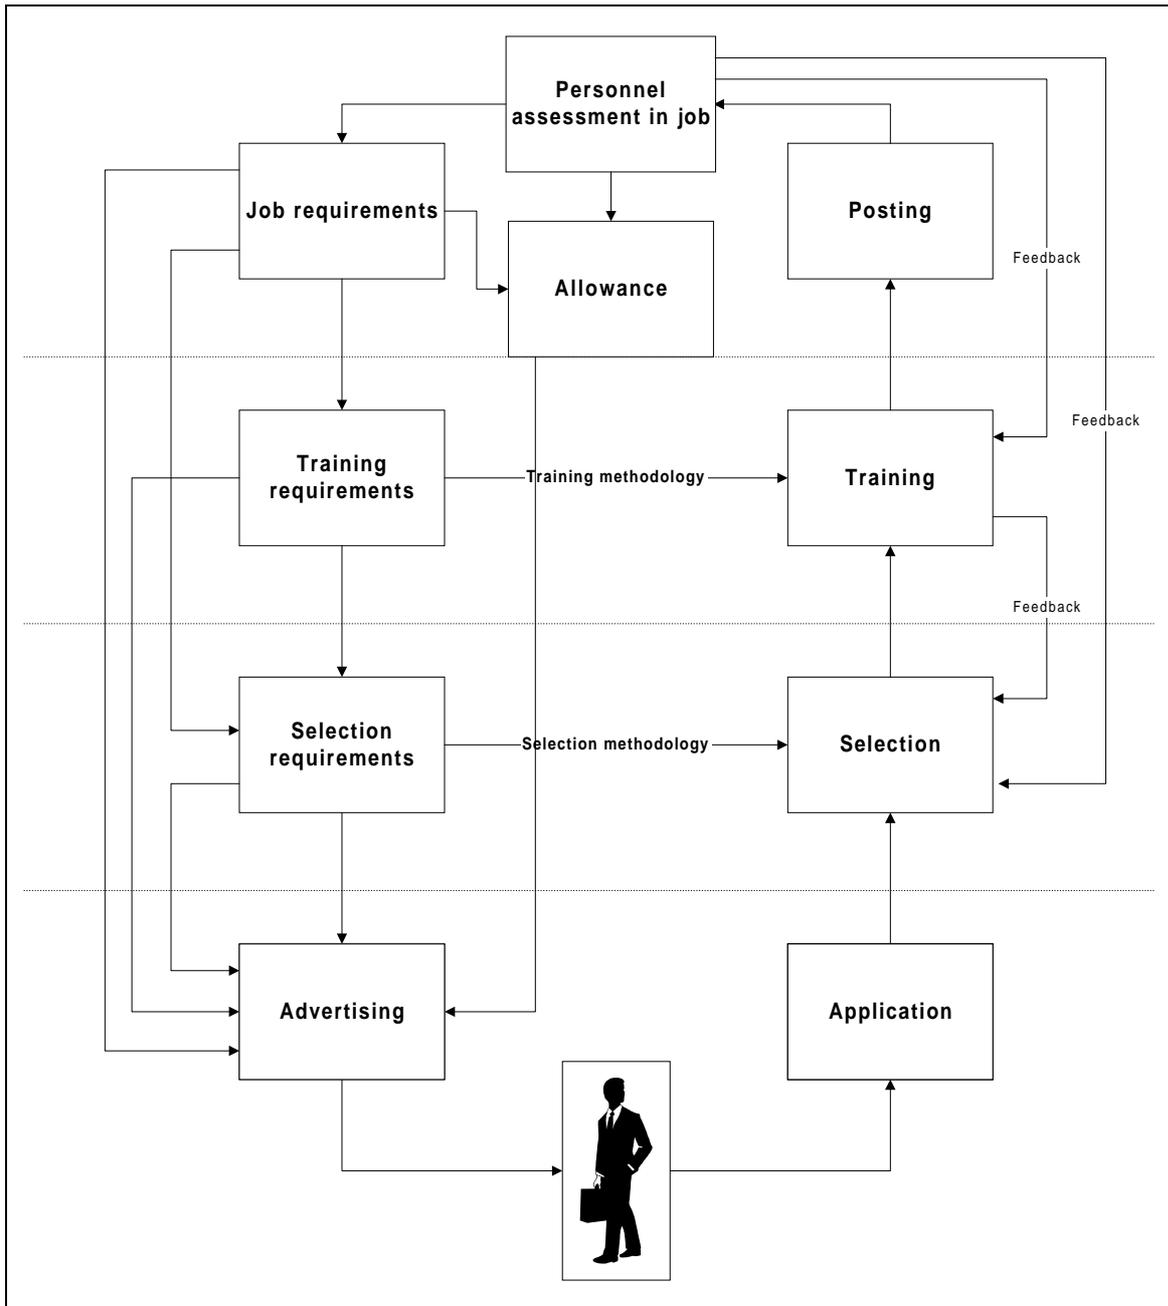 Personnel
assessment in job
Job requirements
Posting
Feedback
Allowance
Feedback
Training
requirements
Training methodology
Training
Feedback
Selection
requirements
Selection methodology
Selection
Advertising
Application